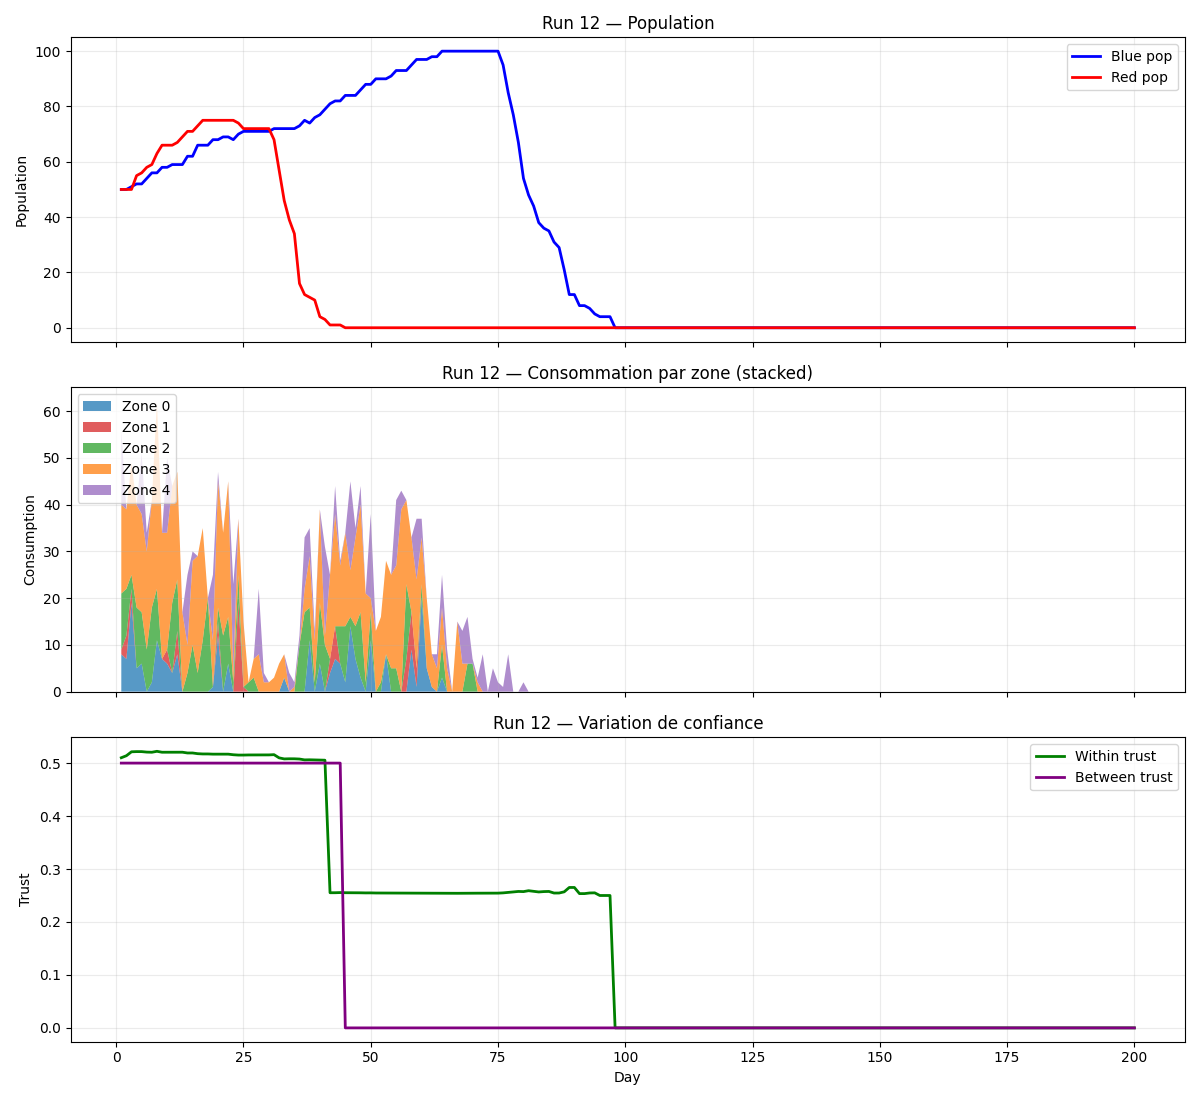 Run 12 — Population
100
80
60
40
20
0
Population
Blue pop
Red pop
Run 12 — Consommation par zone (stacked)
60
50
40
30
20
10
0
Consumption
Zone 0
Zone 1
Zone 2
Zone 3
Zone 4
Run 12 — Variation de confiance
0.5
0.4
0.3
0.2
0.1
0.0
Trust
Within trust
Between trust
0 25 50 75 100 125 150 175 200
Day